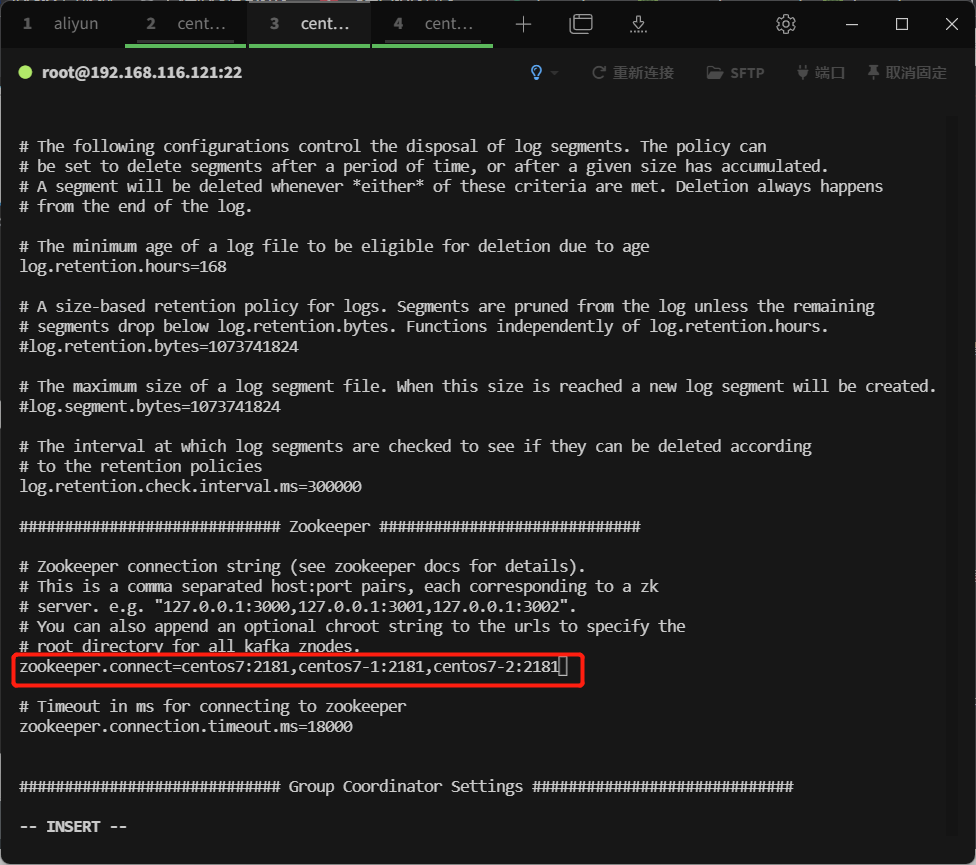 1 aliyun 2 cent... 3 cent... 4 cent...
root@192.168.116.121:22 重新连接 SFTP 端口 取消固定
# The following configurations control the disposal of log segments. The policy can
# be set to delete segments after a period of time, or after a given size has accumulated.
# A segment will be deleted whenever *either* of these criteria are met. Deletion always happens
# from the end of the log.
# The minimum age of a log file to be eligible for deletion due to age
log.retention.hours=168
# A size-based retention policy for logs. Segments are pruned from the log unless the remaining
# segments drop below log.retention.bytes. Functions independently of log.retention.hours.
#log.retention.bytes=1073741824
# The maximum size of a log segment file. When this size is reached a new log segment will be created.
#log.segment.bytes=1073741824
# The interval at which log segments are checked to see if they can be deleted according
# to the retention policies
log.retention.check.interval.ms=300000
############################# Zookeeper #############################
# Zookeeper connection string (see zookeeper docs for details).
# This is a comma separated host:port pairs, each corresponding to a zk
# server. e.g. "127.0.0.1:3000,127.0.0.1:3001,127.0.0.1:3002".
# You can also append an optional chroot string to the urls to specify the
# root directory for all kafka znodes.
zookeeper.connect=centos7:2181,centos7-1:2181,centos7-2:2181
# Timeout in ms for connecting to zookeeper
zookeeper.connection.timeout.ms=18000
############################# Group Coordinator Settings #############################
-- INSERT --